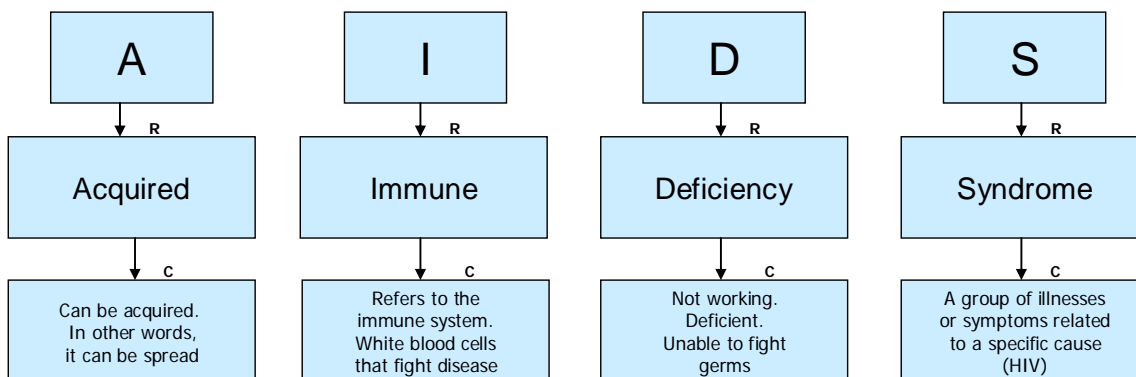 A
I
D
S
R
R
R
R
Acquired
Immune
Deficiency
Syndrome
C
C
C
C
Can be acquired.
In other words,
it can be spread
Refers to the
immune system.
White blood cells
that fight disease
Not working.
Deficient.
Unable to fight
germs
A group of illnesses
or symptoms related
to a specific cause
(HIV)